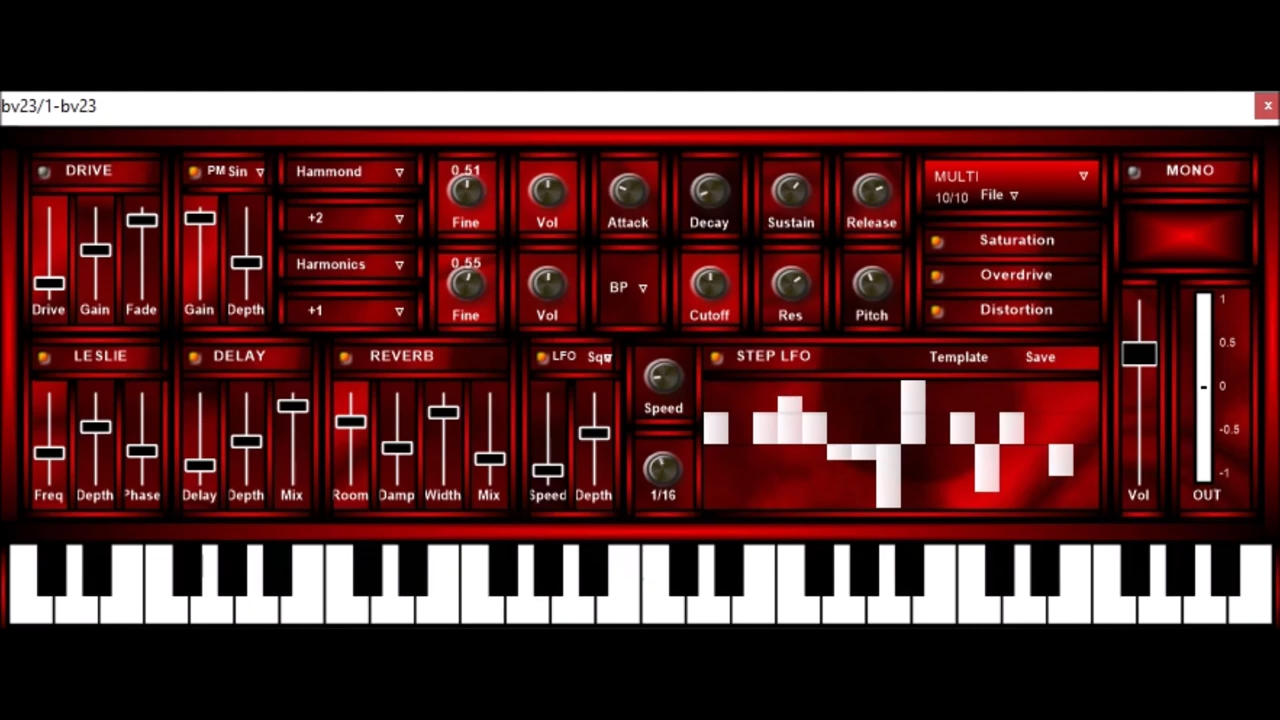 bv23/1-bv23
x
DRIVE
PM Sin
Hammond
0.51
MULTI
MONO
10/10 File
+2
Fine Vol Attack Decay Sustain Release
Saturation
Harmonics
0.55
Overdrive
BP
Drive Gain Fade
Gain Depth
+1
Fine Vol Cutoff Res Pitch
Distortion
1
0.5
0
-0.5
-1
LESLIE
DELAY
REVERB
LFO Sqw
STEP LFO Template Save
Speed
Freq Depth Phase
Delay Depth Mix
Room Damp Width Mix
Speed Depth
1/16
Vol
OUT